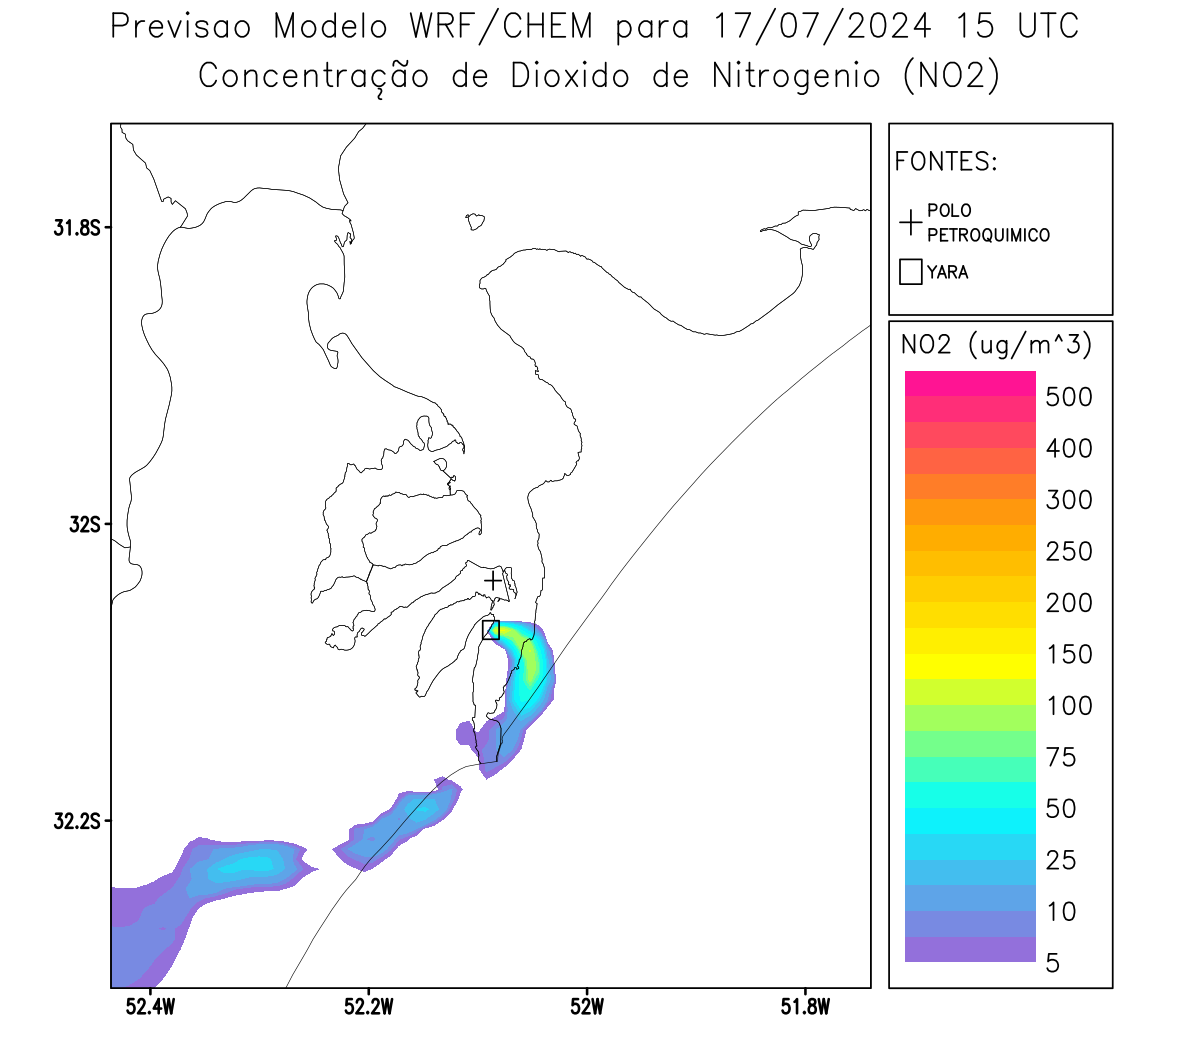 Previsao Modelo WRF/CHEM para 17/07/2024 15 UTC
Concentração de Dioxido de Nitrogenio (NO2)
FONTES:
POLO
PETROQUIMICO
YARA
NO2 (ug/m^3)
500
400
300
250
200
150
100
75
50
25
10
5
31.8S
32S
32.2S
52.4W
52.2W
52W
51.8W